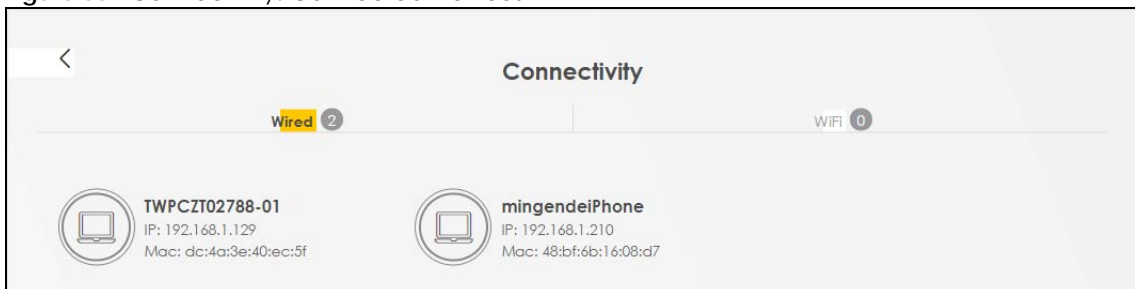 Connectivity
Wired 2
WiFi 0
TWPCZT02788-01
IP: 192.168.1.129
Mac: dc:4a:3e:40:ec:5f
mingendeiPhone
IP: 192.168.1.210
Mac: 48:bf:6b:16:08:d7